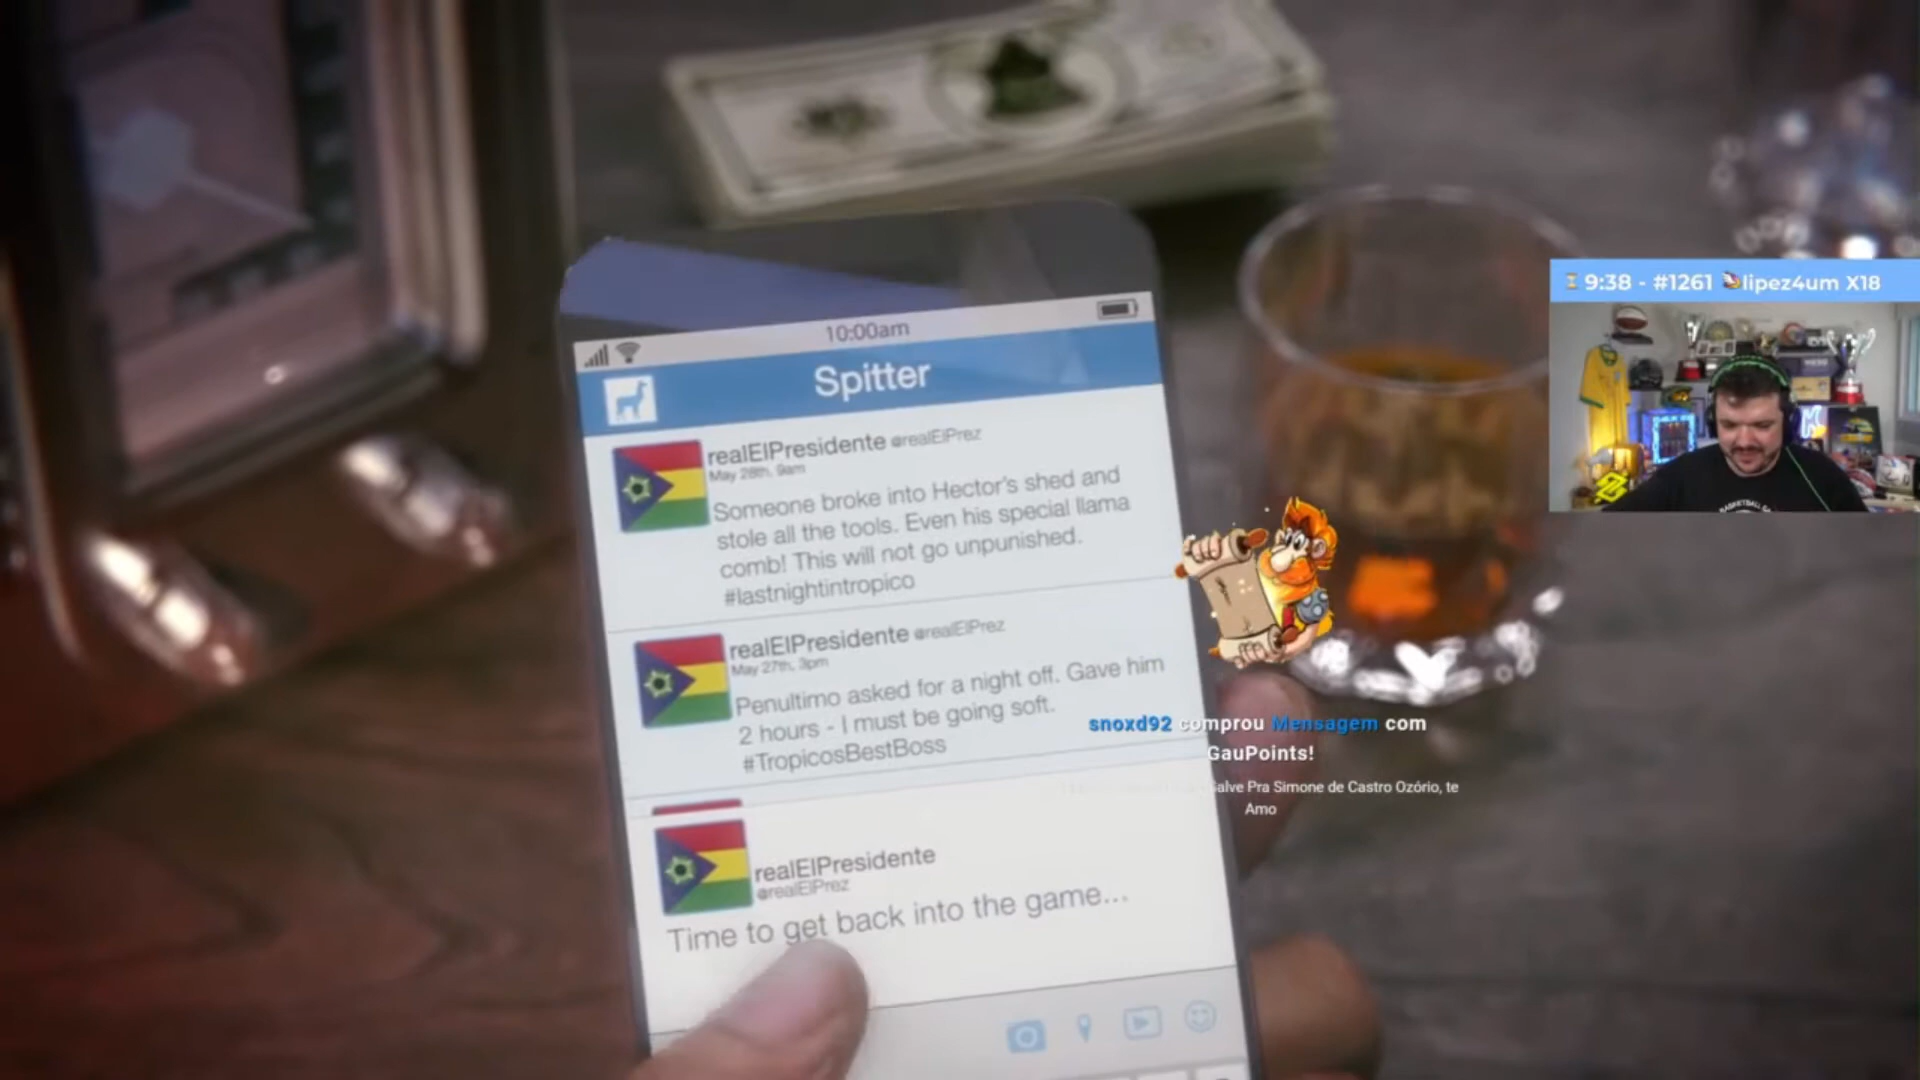 10:00am
Spitter
realElPresidente @realElPrez
May 28th, 9am
Someone broke into Hector's shed and
stole all the tools. Even his special llama
comb! This will not go unpunished.
#lastnightintropico
realElPresidente @realElPrez
May 27th, 3pm
Penultimo asked for a night off. Gave him
2 hours - I must be going soft.
#TropicosBestBoss
realElPresidente
@realElPrez
Time to get back into the game...
9:38 - #1261 lipez4um X18
snoxd92 comprou Mensagem com
GauPoints!
Pra Simone de Castro Ozório, te
Amo